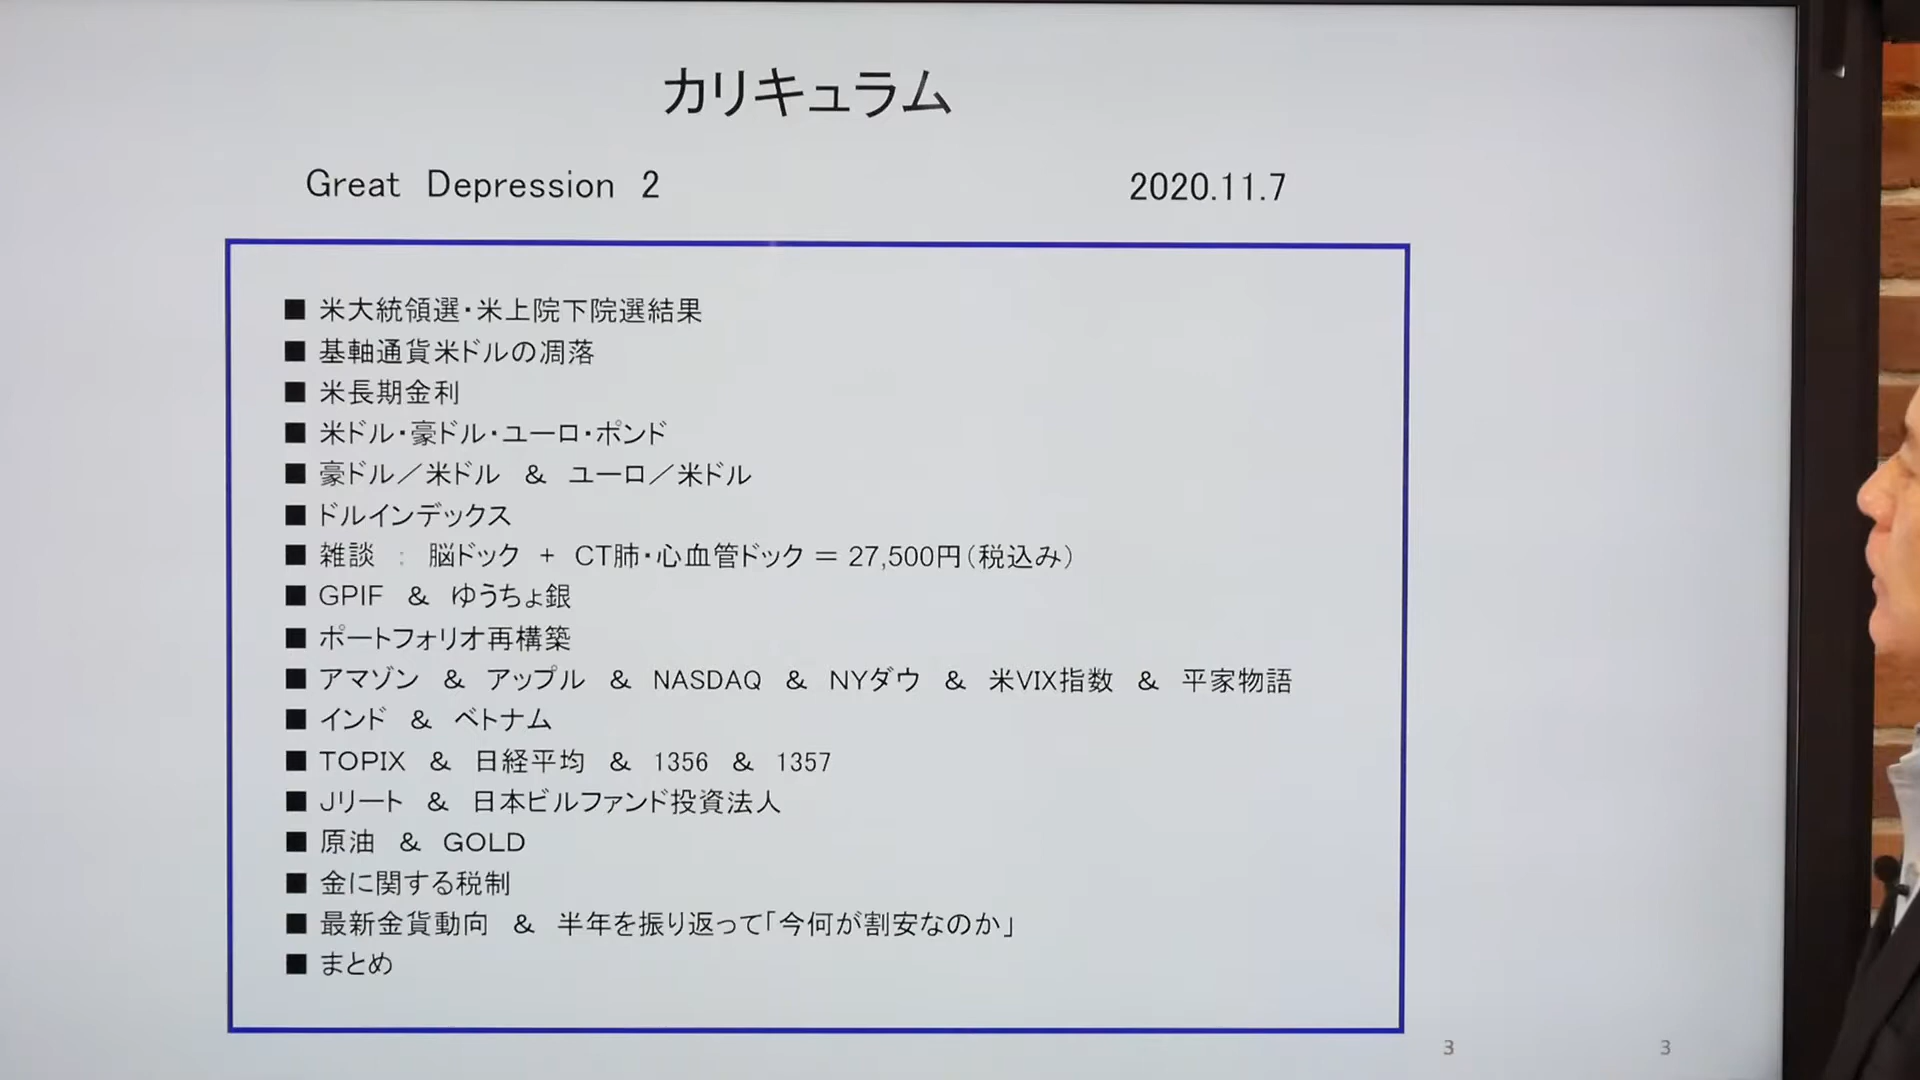 カリキュラム
Great Depression 2
2020.11.7
■ 米大統領選・米上院下院選結果
■ 基軸通貨米ドルの凋落
■ 米長期金利
■ 米ドル・豪ドル・ユーロ・ポンド
■ 豪ドル／米ドル ＆ ユーロ／米ドル
■ ドルインデックス
■ 雑談 ： 脳ドック + CT肺・心血管ドック ＝ 27,500円（税込み）
■ GPIF ＆ ゆうちょ銀
■ ポートフォリオ再構築
■ アマゾン ＆ アップル ＆ NASDAQ ＆ NYダウ ＆ 米VIX指数 ＆ 平家物語
■ インド ＆ ベトナム
■ TOPIX ＆ 日経平均 ＆ 1356 ＆ 1357
■ Jリート ＆ 日本ビルファンド投資法人
■ 原油 ＆ GOLD
■ 金に関する税制
■ 最新金貨動向 ＆ 半年を振り返って「今何が割安なのか」
■ まとめ
3 3